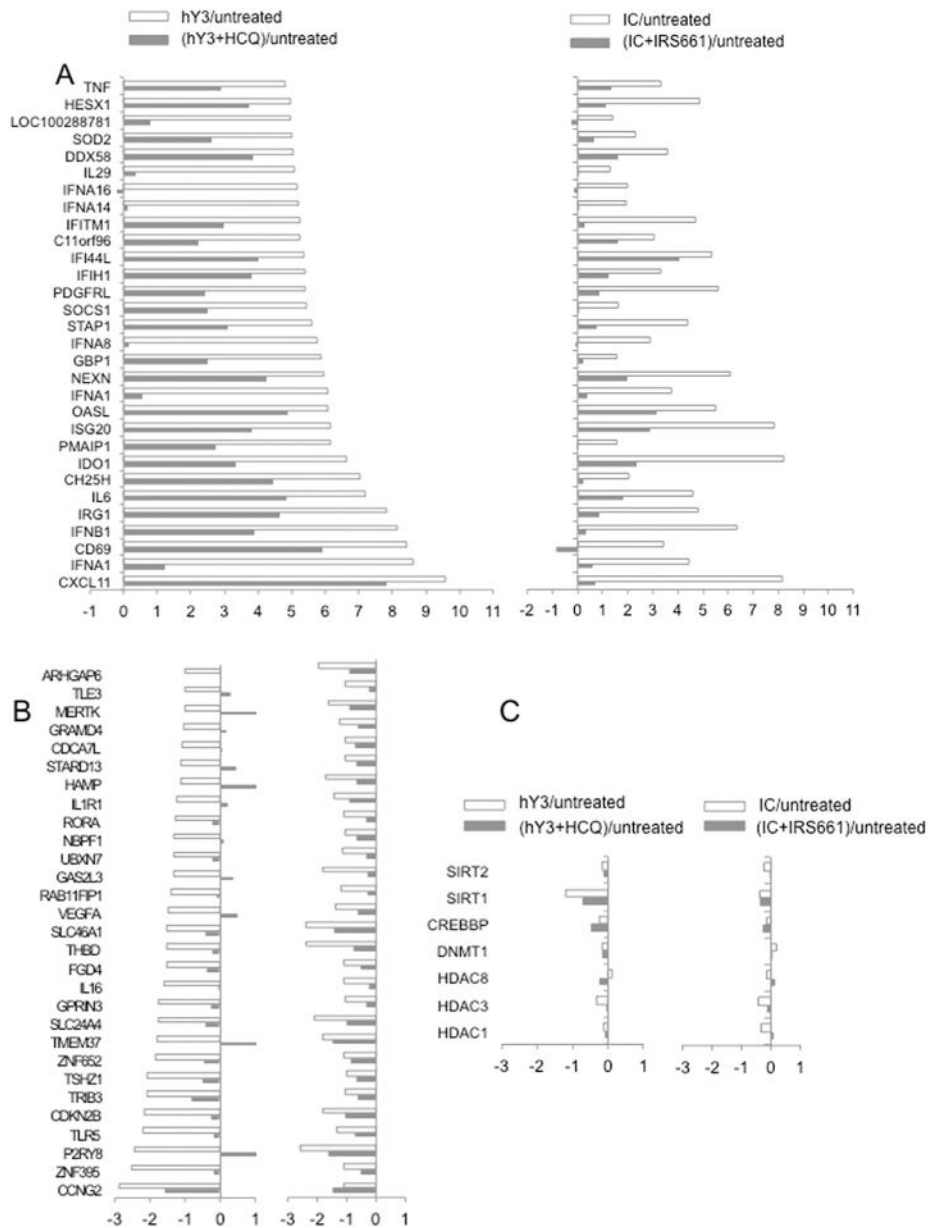 hY3/untreated
(hY3+HCQ)/untreated
IC/untreated
(IC+IRS661)/untreated
A
TNF
HESX1
LOC100288781
SOD2
DDX58
IL29
IFNA16
IFNA14
IFITM1
C11orf96
IFI44L
IFIH1
PDGFRL
SOCS1
STAP1
IFNA8
GBP1
NEXN
IFNA1
OASL
ISG20
PMAIP1
IDO1
CH25H
IL6
IRG1
IFNB1
CD69
IFNA1
CXCL11
-1 0 1 2 3 4 5 6 7 8 9 10 11
-2 -1 0 1 2 3 4 5 6 7 8 9 10 11
B
ARHGAP6
TLE3
MERTK
GRAMD4
CDCA7L
STARD13
HAMP
IL1R1
RORA
NBPF1
UBXN7
GAS2L3
RAB11FIP1
VEGFA
SLC46A1
THBD
FGD4
IL16
GPRIN3
SLC24A4
TMEM37
ZNF652
TSHZ1
TRIB3
CDKN2B
TLR5
P2RY8
ZNF395
CCNG2
-3 -2 -1 0 1
-3 -2 -1 0 1
C
hY3/untreated
(hY3+HCQ)/untreated
IC/untreated
(IC+IRS661)/untreated
SIRT2
SIRT1
CREBBP
DNMT1
HDAC8
HDAC3
HDAC1
-3 -2 -1 0 1
-3 -2 -1 0 1